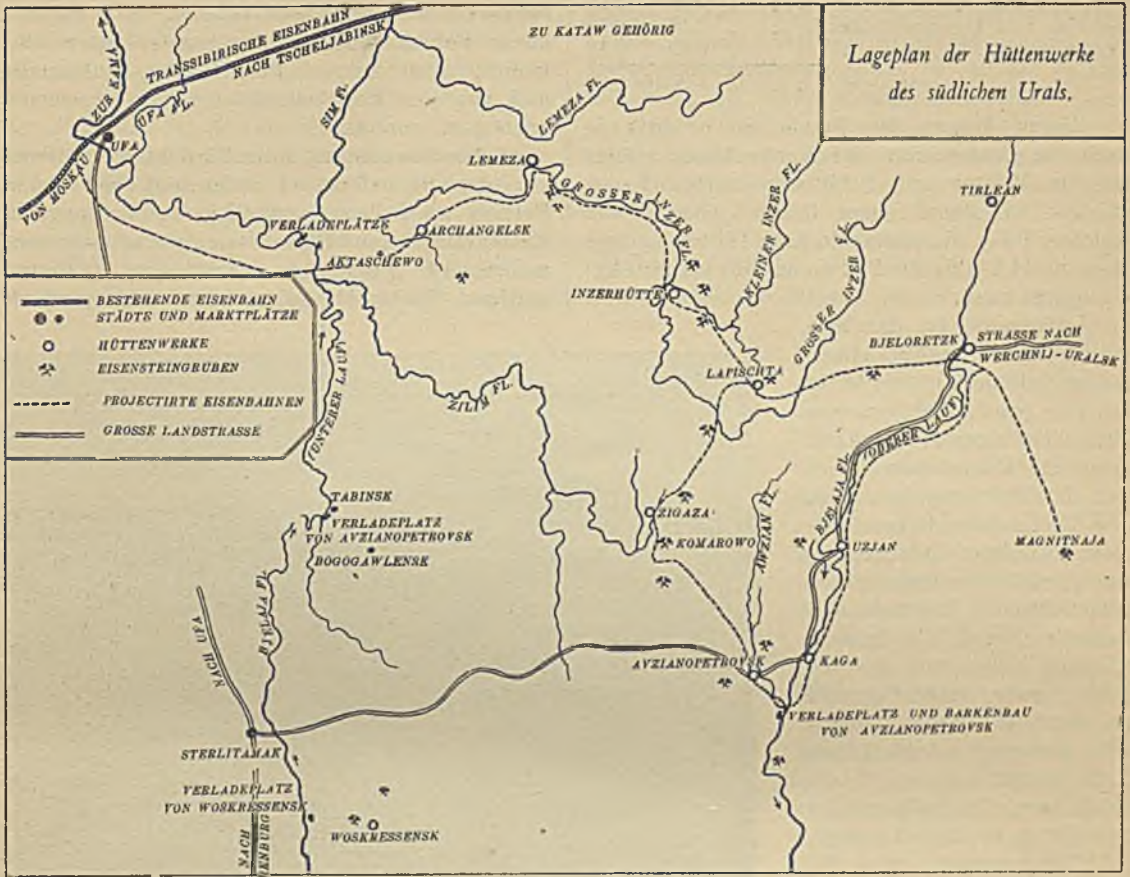 Lageplan der Hüttenwerke
des südlichen Urals.
ZU KATAW GEHÖRIG
TRANSSIBIRISCHE EISENBAHN
NACH TSCHELJABINSK
ZUR KAMA
UFA FL.
UFA
VON MOSKAU
SIM FL.
LEMEZA FL.
LEMEZA
GROSSER INZER FL.
KLEINER INZER FL.
GROSSER INZER FL.
TIRLEAN
VERLADEPLÄTZE
ARCHANGELSK
AKTASCHEWO
INZERHÜTTE
BJELORETZK
STRASSE NACH
WERCHNIJ-URALSK
LAPISCHTA
BESTEHENDE EISENBAHN
STÄDTE UND MARKTPLÄTZE
HÜTTENWERKE
EISENSTEINGRUBEN
PROJECTIRTE EISENBAHNEN
GROSSE LANDSTRASSE
(UNTERER LAUF)
ZILIM FL.
BJELAJA FL.
(OBERER LAUF)
TABINSK
VERLADEPLATZ
VON AVZIANOPETROVSK
BOGOGAWLENSK
ZIGAZA
KOMAROWO
AWZIAN FL.
UZJAN
MAGNITNAJA
BJELAJA FL.
NACH UFA
AVZIANOPETROVSK
KAGA
VERLADEPLATZ UND BARKENBAU
VON AVZIANOPETROVSK
STERLITAMAK
VERLADEPLATZ
VON WOSKRESSENSK
WOSKRESSENSK
NACH
RENBURG